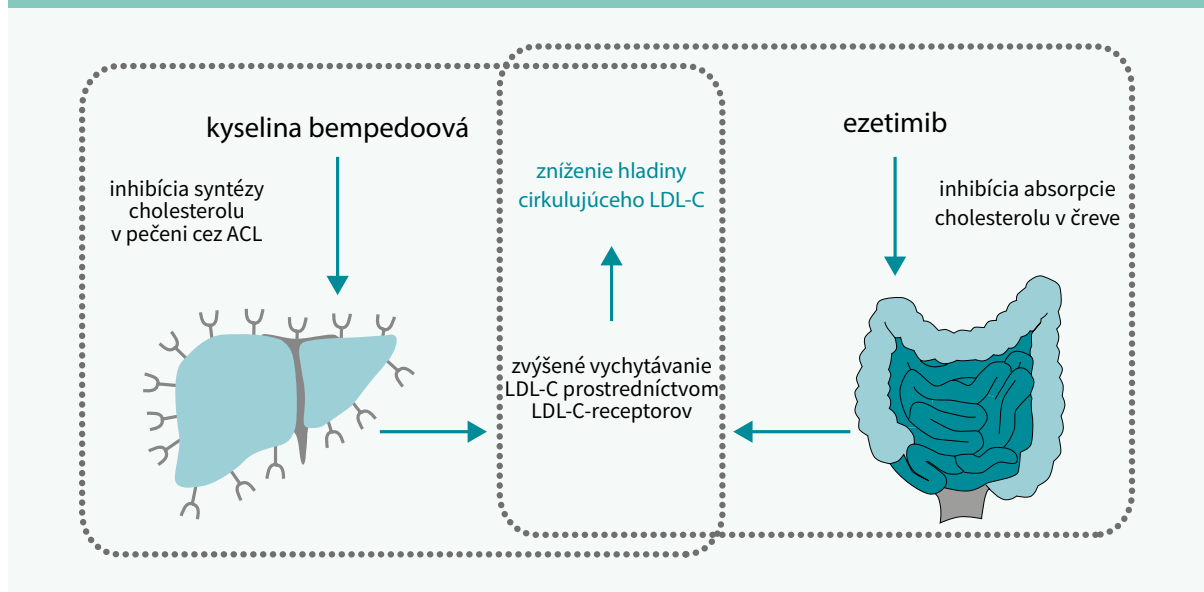 kyselina bempedoová
inhibícia syntézy
cholesterolu
v pečeni cez ACL
zníženie hladiny
cirkulujúceho LDL-C
zvýšené vychytávanie
LDL-C prostredníctvom
LDL-C-receptorov
ezetimib
inhibícia absorpcie
cholesterolu v čreve